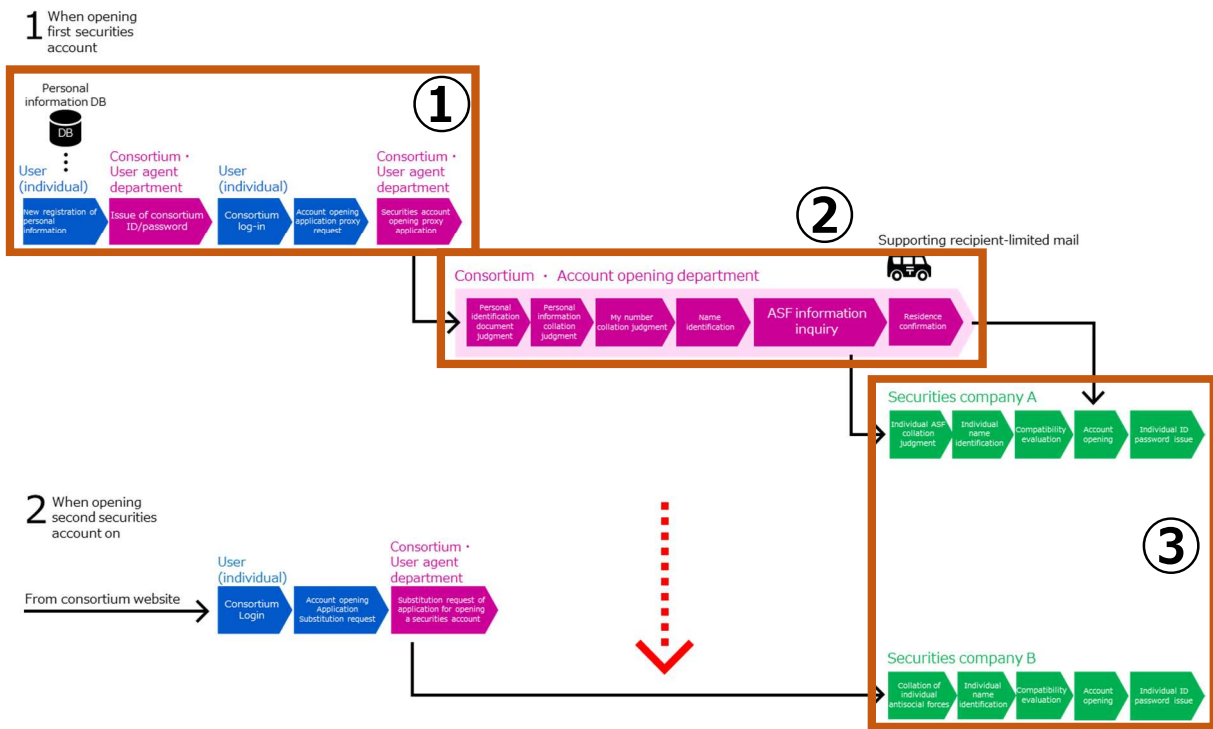 1 When opening
first securities
account
Personal
information DB
DB
①
User
(individual)
Consortium・
User agent
department
User
(individual)
Consortium・
User agent
department
New registration of
personal
information
Issue of consortium
ID/password
Consortium
log-in
Account opening
application proxy
request
Securities account
opening proxy
application
②
Supporting recipient-limited mail
〒
Consortium ・ Account opening department
Personal
identification
document
judgment
Personal
information
collation
judgment
My number
collation judgment
Name
identification
ASF information
inquiry
Residence
confirmation
③
Securities company A
Individual ASF
collation
judgment
Individual
name
identification
Compatibility
evaluation
Account
opening
Individual ID
password issue
2 When opening
second securities
account on
From consortium website
User
(individual)
Consortium・
User agent
department
Consortium
Login
Account opening
Application
Substitution request
Substitution request of
application for opening
a securities account
Securities company B
Collation of
individual
antisocial forces
Individual
name
identification
Compatibility
evaluation
Account
opening
Individual ID
password issue